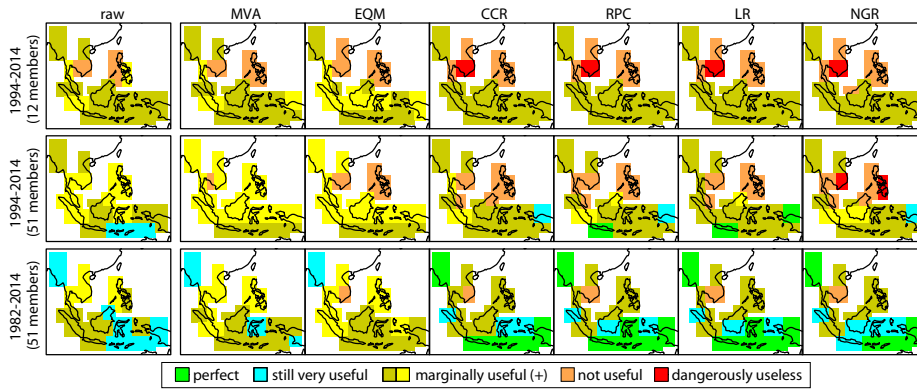 raw MVA EQM CCR RPC LR NGR
1994–2014
(12 members)
1994–2014
(51 members)
1982–2014
(51 members)
perfect still very useful marginally useful (+) not useful dangerously useless